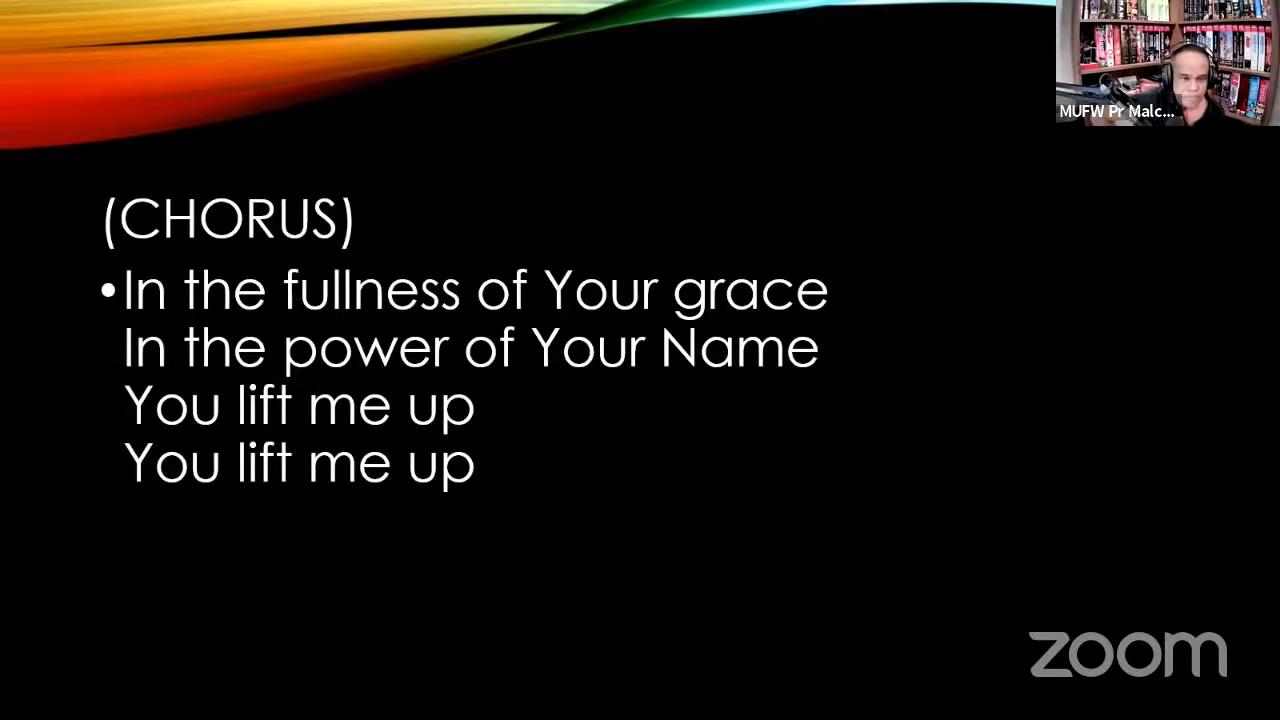 MUFW Pr Malc...
(CHORUS)
•In the fullness of Your grace
In the power of Your Name
You lift me up
You lift me up
zoom